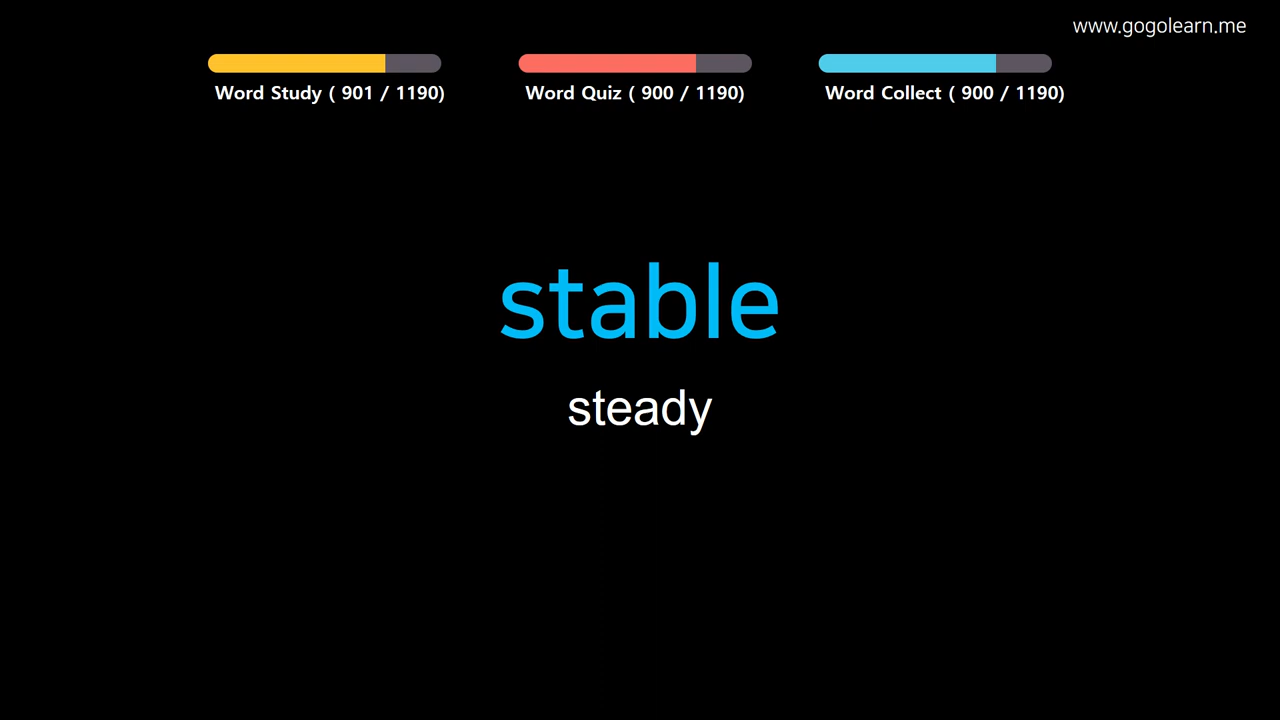 www.gogolearn.me
Word Study ( 901 / 1190)
Word Quiz ( 900 / 1190)
Word Collect ( 900 / 1190)
stable
steady